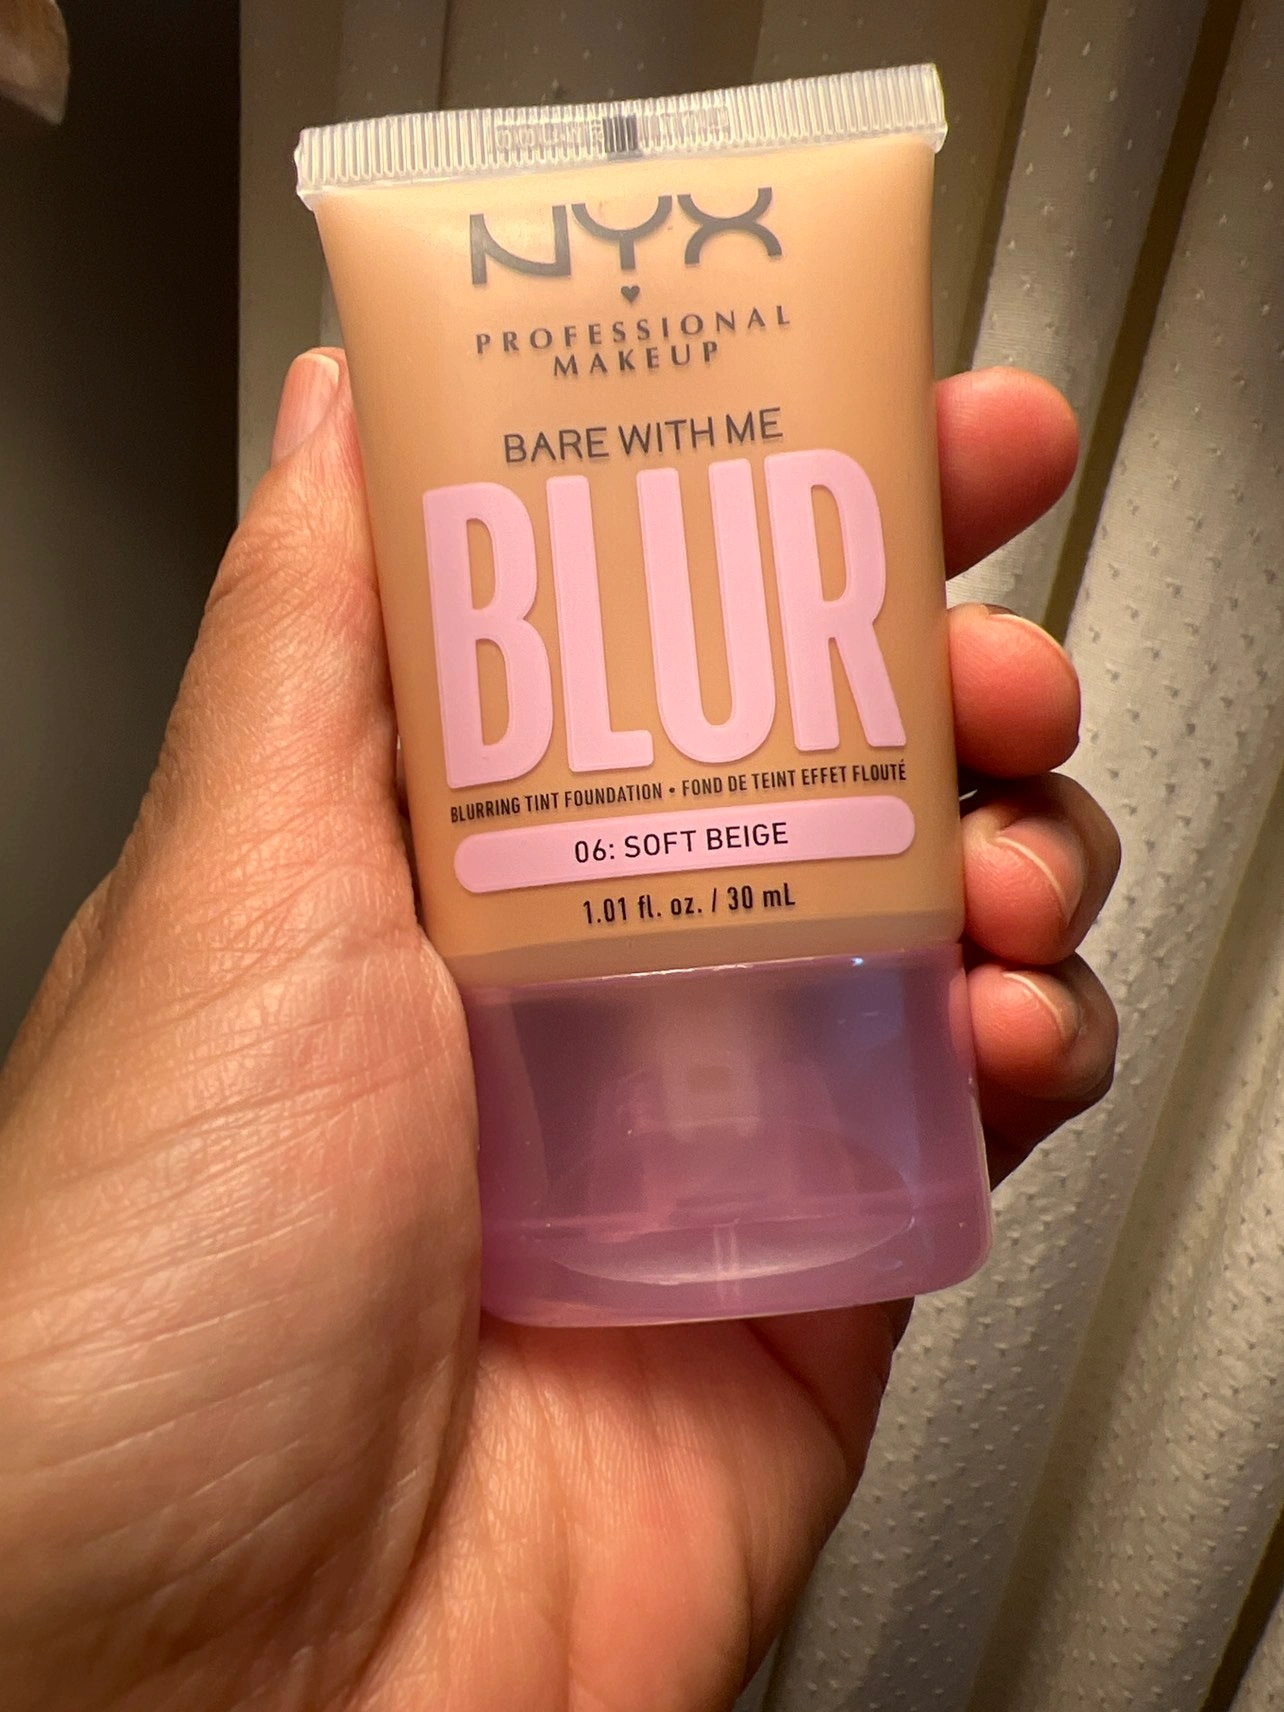 NYX
PROFESSIONAL
MAKEUP
BARE WITH ME
BLUR
BLURRING TINT FOUNDATION • FOND DE TEINT EFFET FLOUTÉ
06: SOFT BEIGE
1.01 fl. oz. / 30 mL